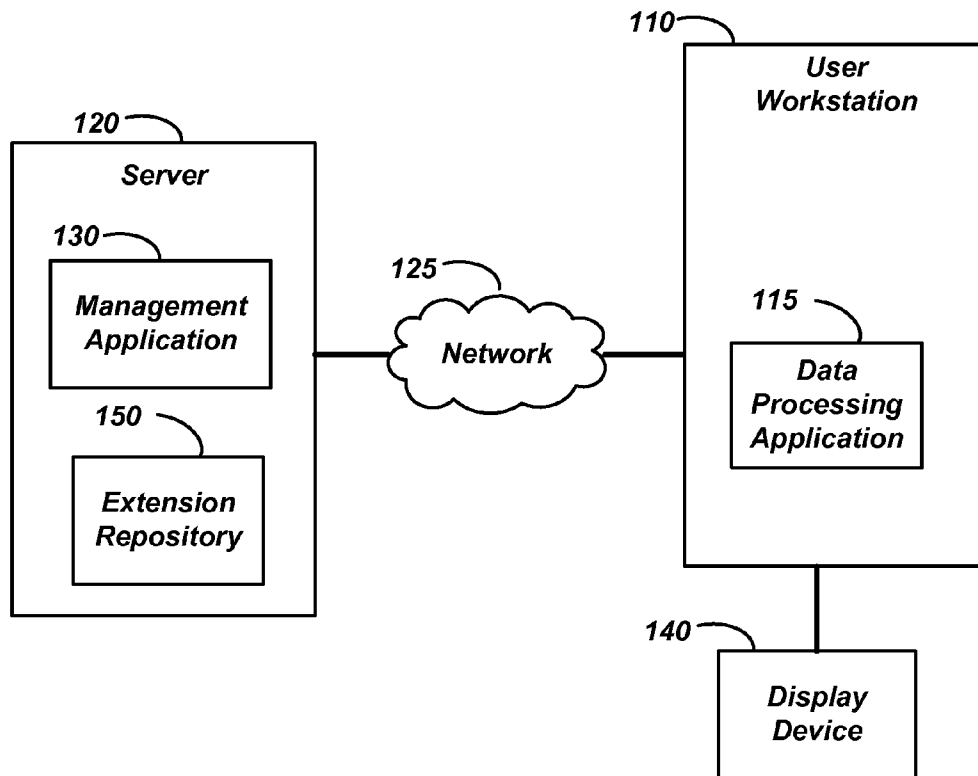 110
User
Workstation
120
Server
130
Management
Application
125
Network
115
Data
Processing
Application
150
Extension
Repository
140
Display
Device